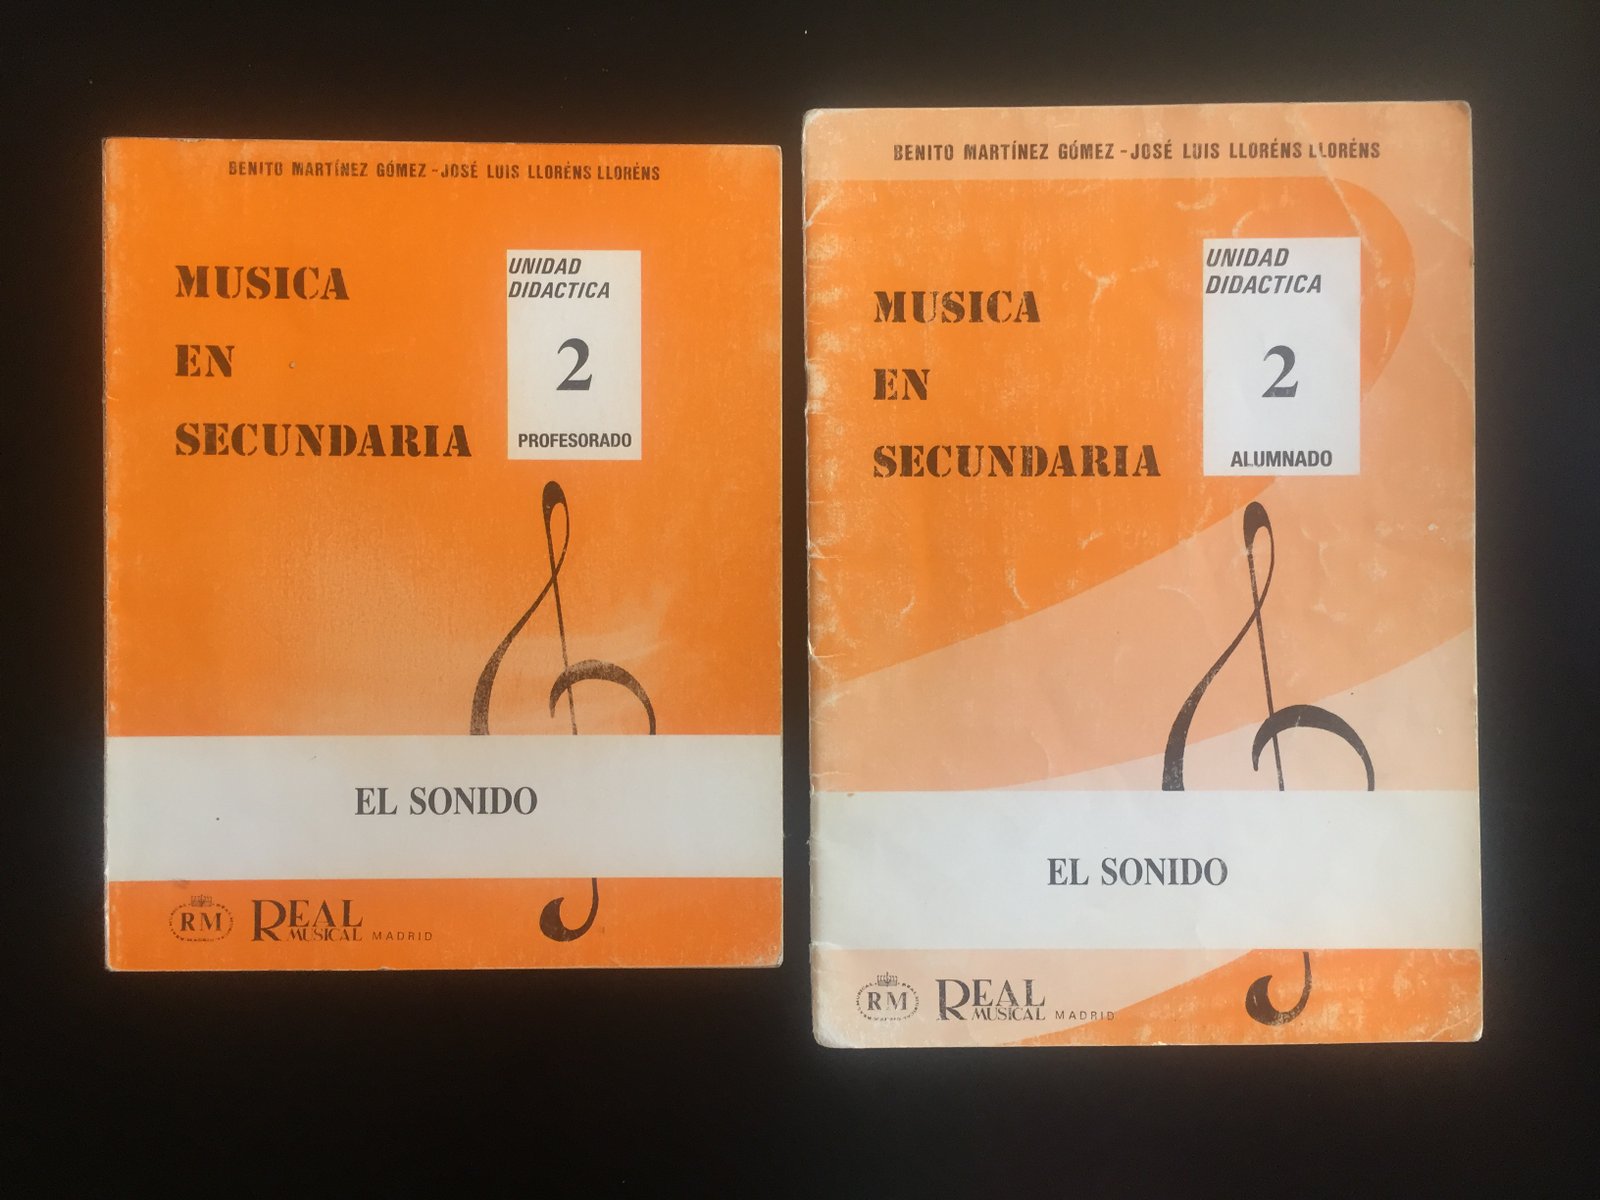 BENITO MARTÍNEZ GÓMEZ - JOSÉ LUIS LLORÉNS LLORÉNS
MUSICA
EN
SECUNDARIA
UNIDAD
DIDACTICA
2
PROFESORADO
EL SONIDO
RM
REAL
MUSICAL MADRID
BENITO MARTÍNEZ GÓMEZ - JOSÉ LUIS LLORÉNS LLORÉNS
MUSICA
EN
SECUNDARIA
UNIDAD
DIDACTICA
2
ALUMNADO
EL SONIDO
RM
REAL
MUSICAL MADRID